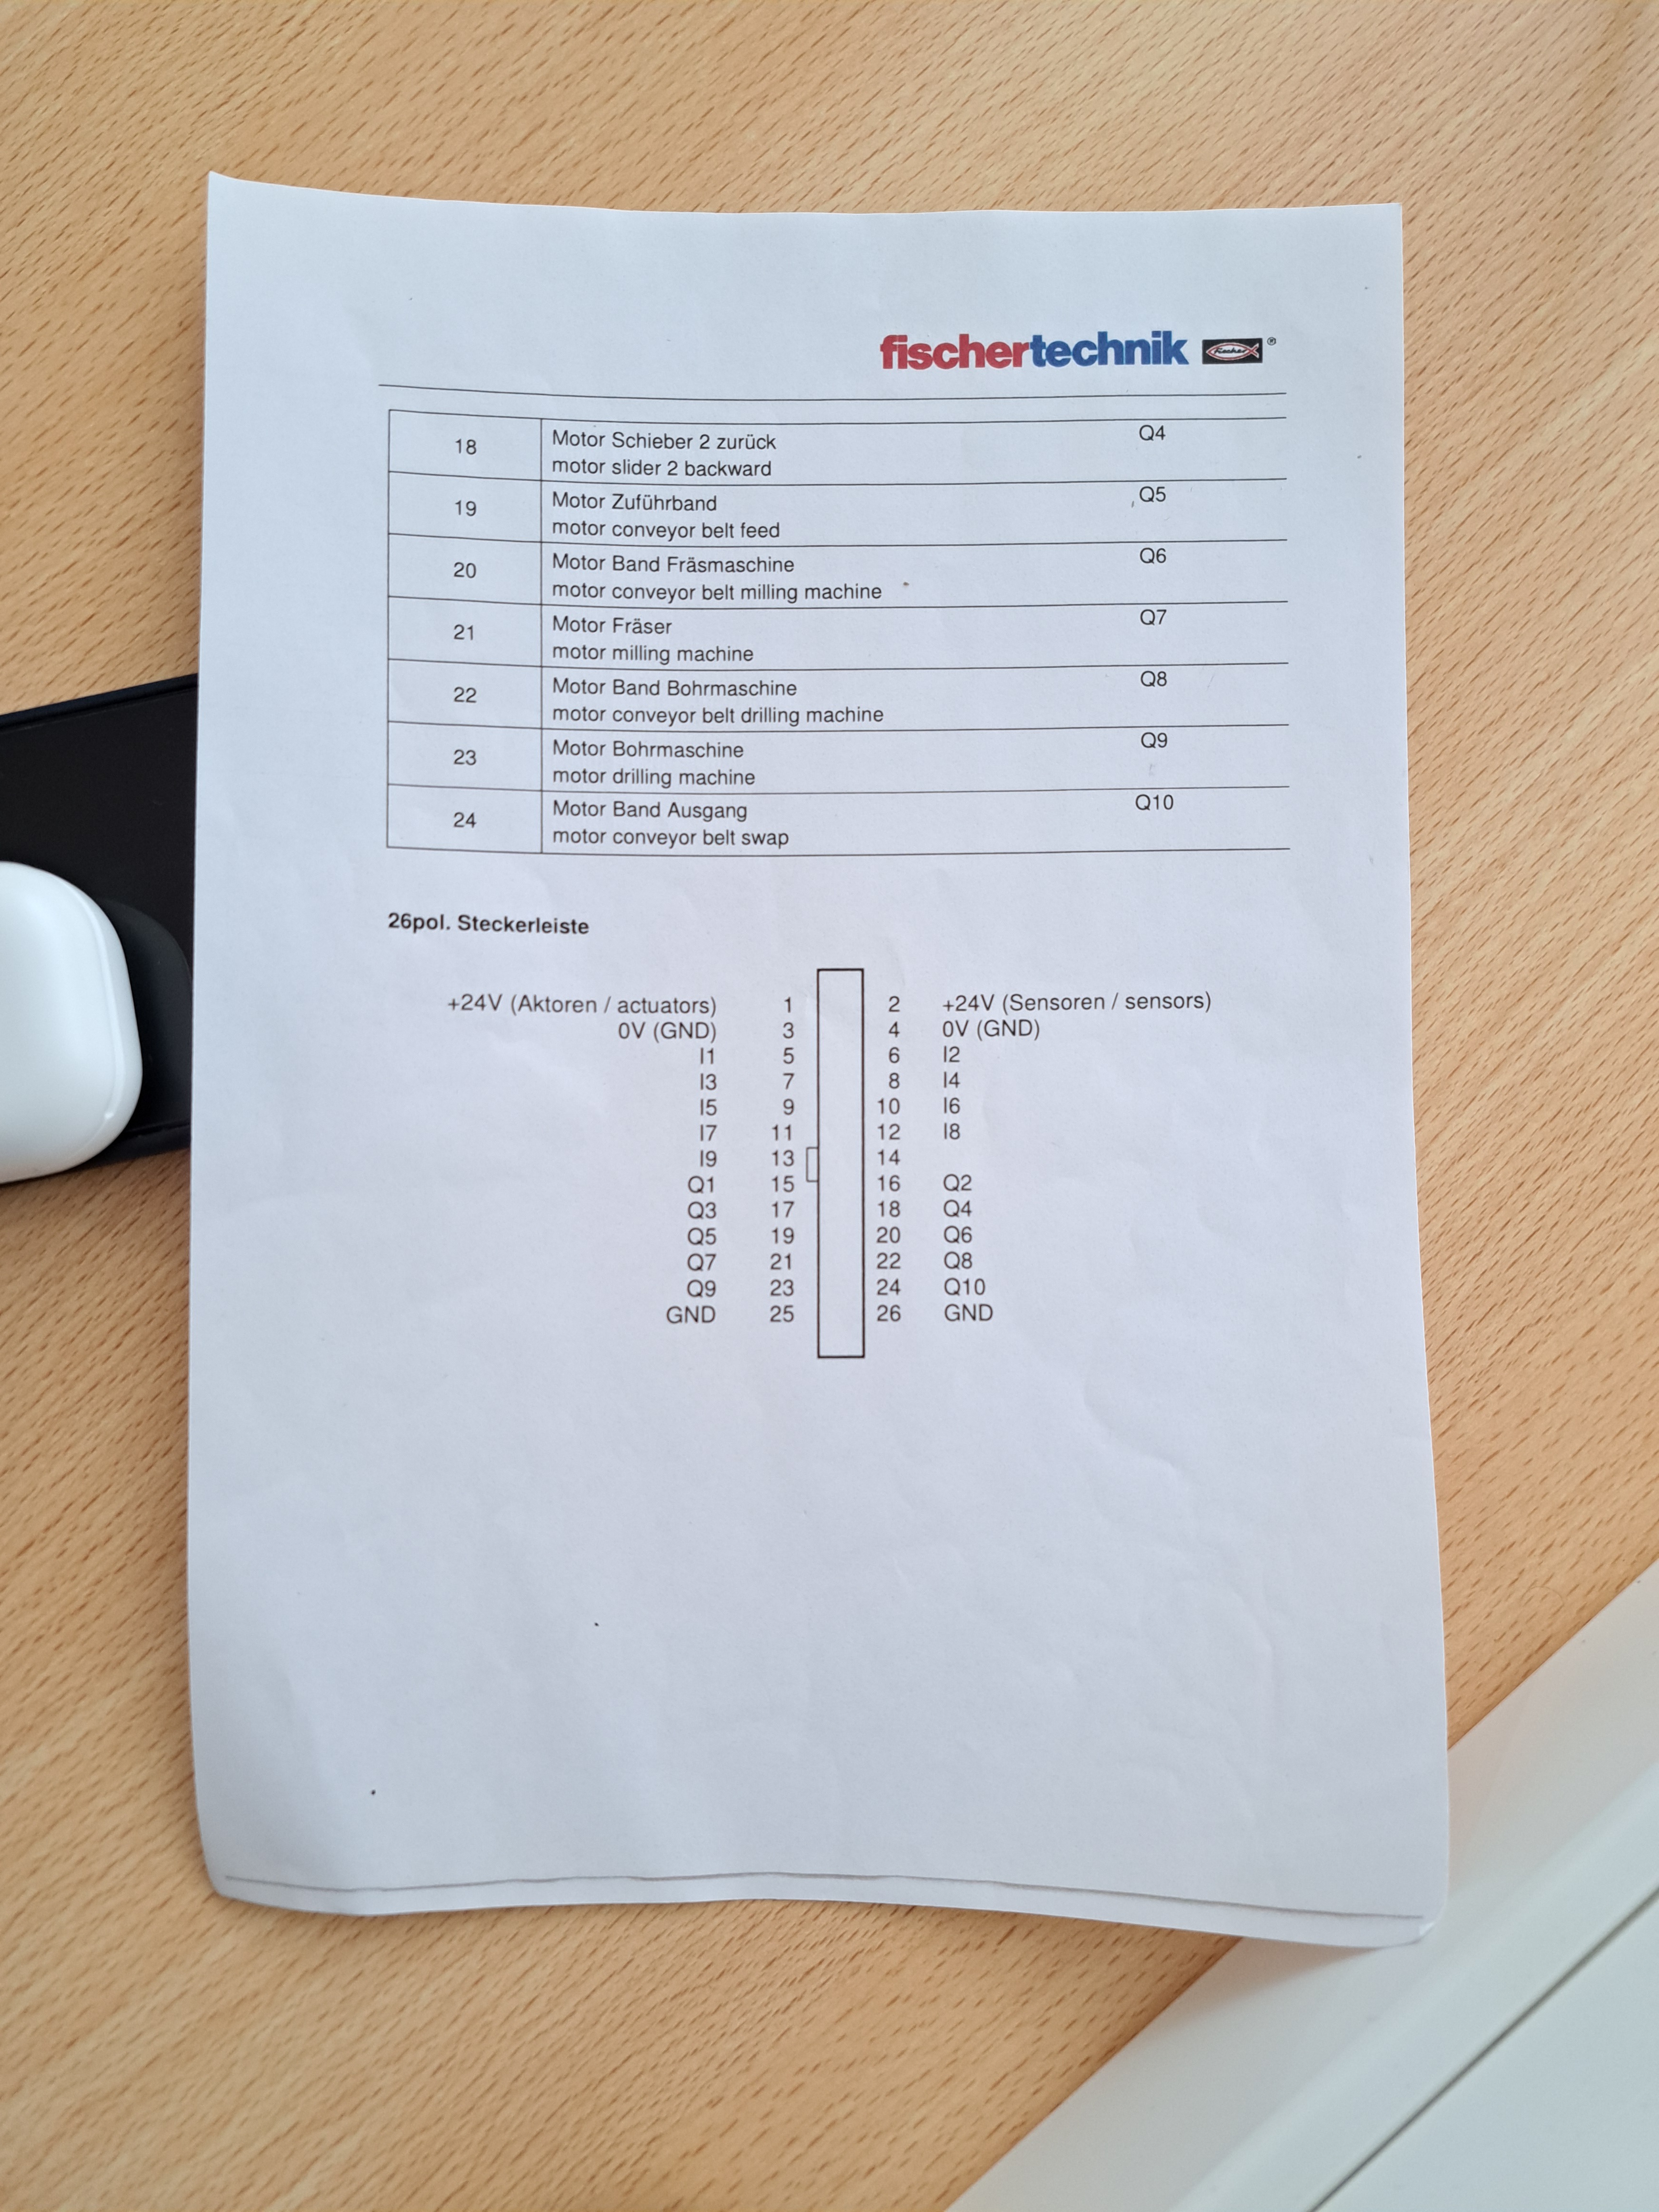 fischertechnik fischer ®
18 Motor Schieber 2 zurück Q4
motor slider 2 backward
19 Motor Zuführband Q5
motor conveyor belt feed
20 Motor Band Fräsmaschine Q6
motor conveyor belt milling machine
21 Motor Fräser Q7
motor milling machine
22 Motor Band Bohrmaschine Q8
motor conveyor belt drilling machine
23 Motor Bohrmaschine Q9
motor drilling machine
24 Motor Band Ausgang Q10
motor conveyor belt swap
26pol. Steckerleiste
+24V (Aktoren / actuators) 1 2 +24V (Sensoren / sensors)
0V (GND) 3 4 0V (GND)
I1 5 6 I2
I3 7 8 I4
I5 9 10 I6
I7 11 12 I8
I9 13 14
Q1 15 16 Q2
Q3 17 18 Q4
Q5 19 20 Q6
Q7 21 22 Q8
Q9 23 24 Q10
GND 25 26 GND